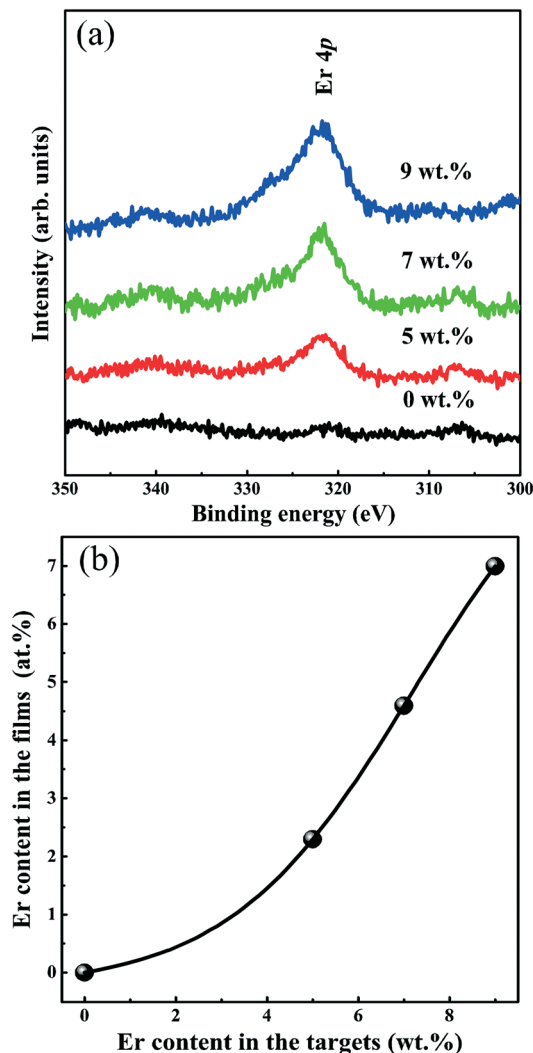 (a)
Er 4p
9 wt.%
7 wt.%
5 wt.%
0 wt.%
Intensity (arb. units)
350 340 330 320 310 300
Binding energy (eV)
(b)
7
6
5
4
3
2
1
0
Er content in the films (at.%)
0 2 4 6 8
Er content in the targets (wt.%)